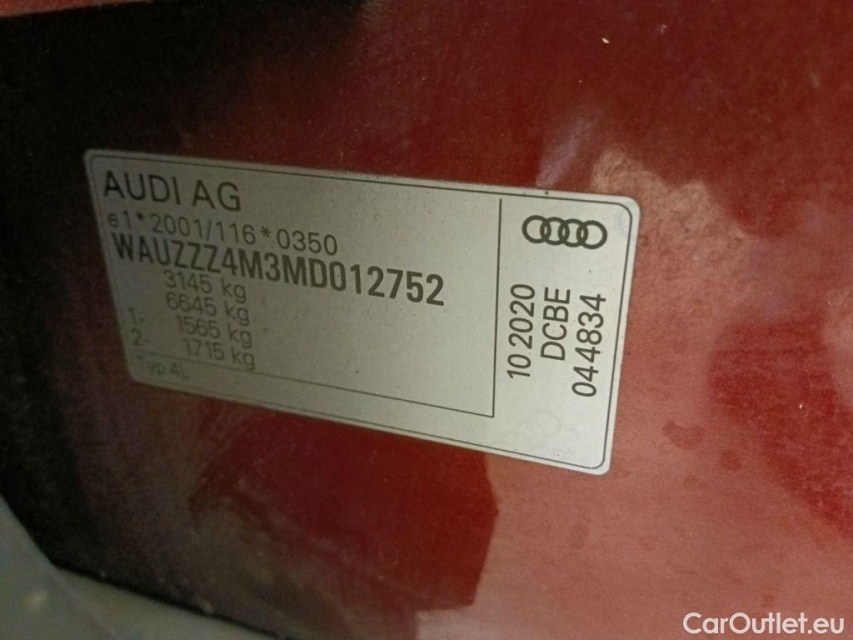 AUDI AG
e1*2001/116*0350
WAUZZZ4M3MD012752
3145 kg
6645 kg
1- 1565 kg
2- 1715 kg
Typ 4L
10 2020
DCBE
044834
CarOutlet.eu